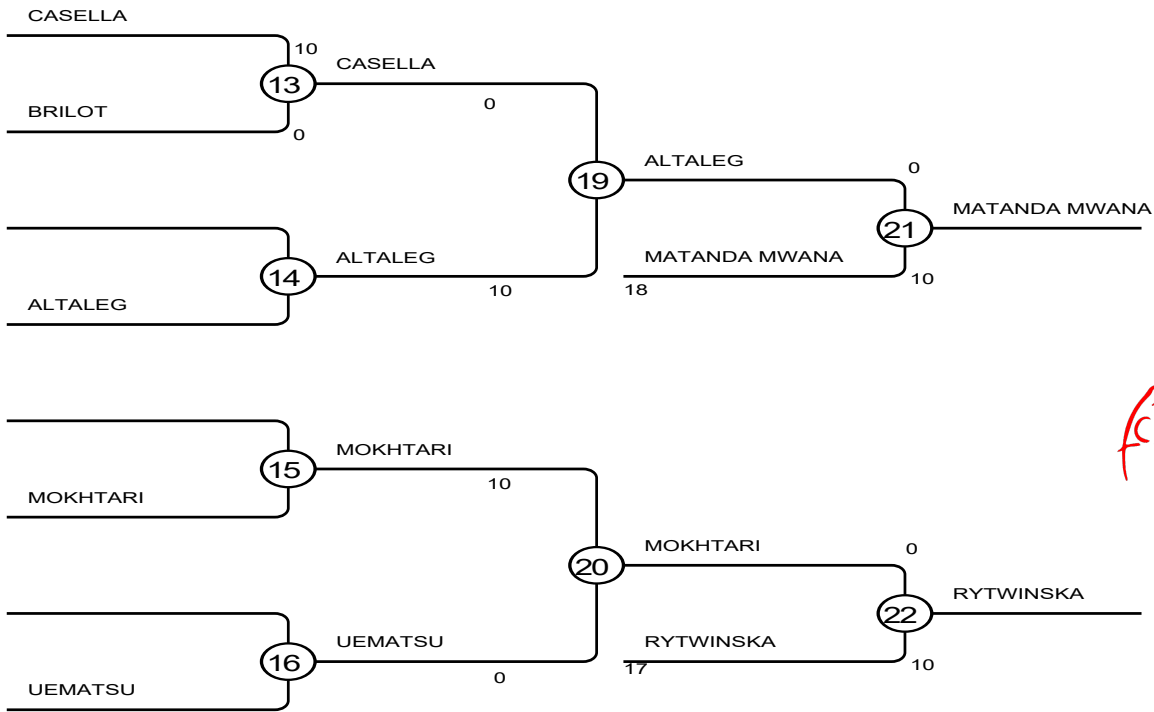 CASELLA
10
13
CASELLA
0
BRILOT
0
19
ALTALEG
0
21
MATANDA MWANA
14
ALTALEG
10
MATANDA MWANA
18
10
ALTALEG
15
MOKHTARI
10
MOKHTARI
20
MOKHTARI
0
22
RYTWINSKA
16
UEMATSU
0
RYTWINSKA
17
10
UEMATSU